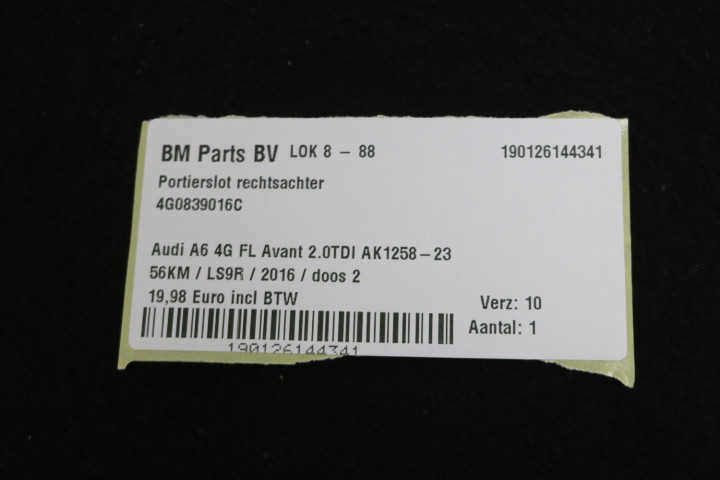 BM Parts BV LOK 8 - 88 190126144341
Portierslot rechtsachter
4G0839016C
Audi A6 4G FL Avant 2.0TDI AK1258-23
56KM / LS9R / 2016 / doos 2
19,98 Euro incl BTW
Verz: 10
Aantal: 1
190126144341